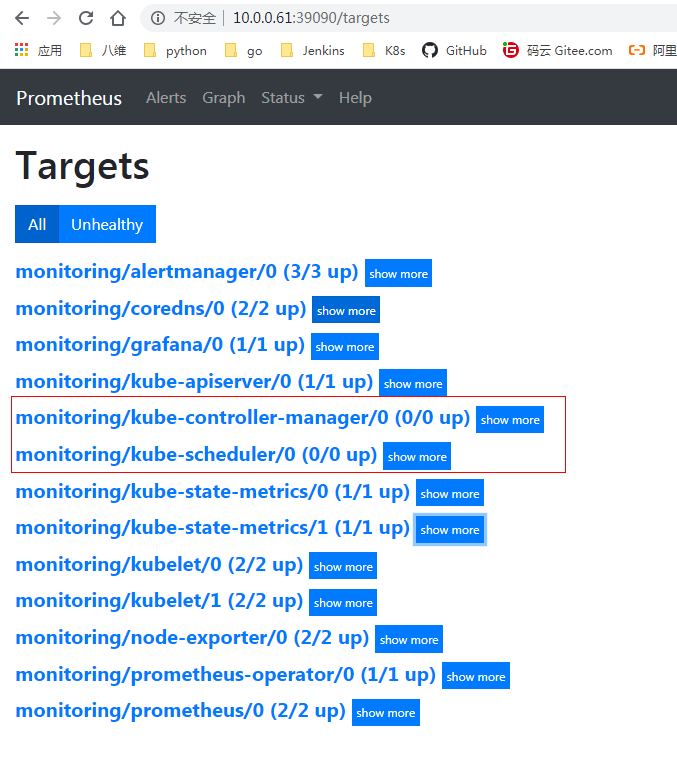 不安全 | 10.0.0.61:39090/targets
应用 八维 python go Jenkins K8s GitHub 码云 Gitee.com 阿里
Prometheus Alerts Graph Status Help
Targets
All Unhealthy
monitoring/alertmanager/0 (3/3 up) show more
monitoring/coredns/0 (2/2 up) show more
monitoring/grafana/0 (1/1 up) show more
monitoring/kube-apiserver/0 (1/1 up) show more
monitoring/kube-controller-manager/0 (0/0 up) show more
monitoring/kube-scheduler/0 (0/0 up) show more
monitoring/kube-state-metrics/0 (1/1 up) show more
monitoring/kube-state-metrics/1 (1/1 up) show more
monitoring/kubelet/0 (2/2 up) show more
monitoring/kubelet/1 (2/2 up) show more
monitoring/node-exporter/0 (2/2 up) show more
monitoring/prometheus-operator/0 (1/1 up) show more
monitoring/prometheus/0 (2/2 up) show more